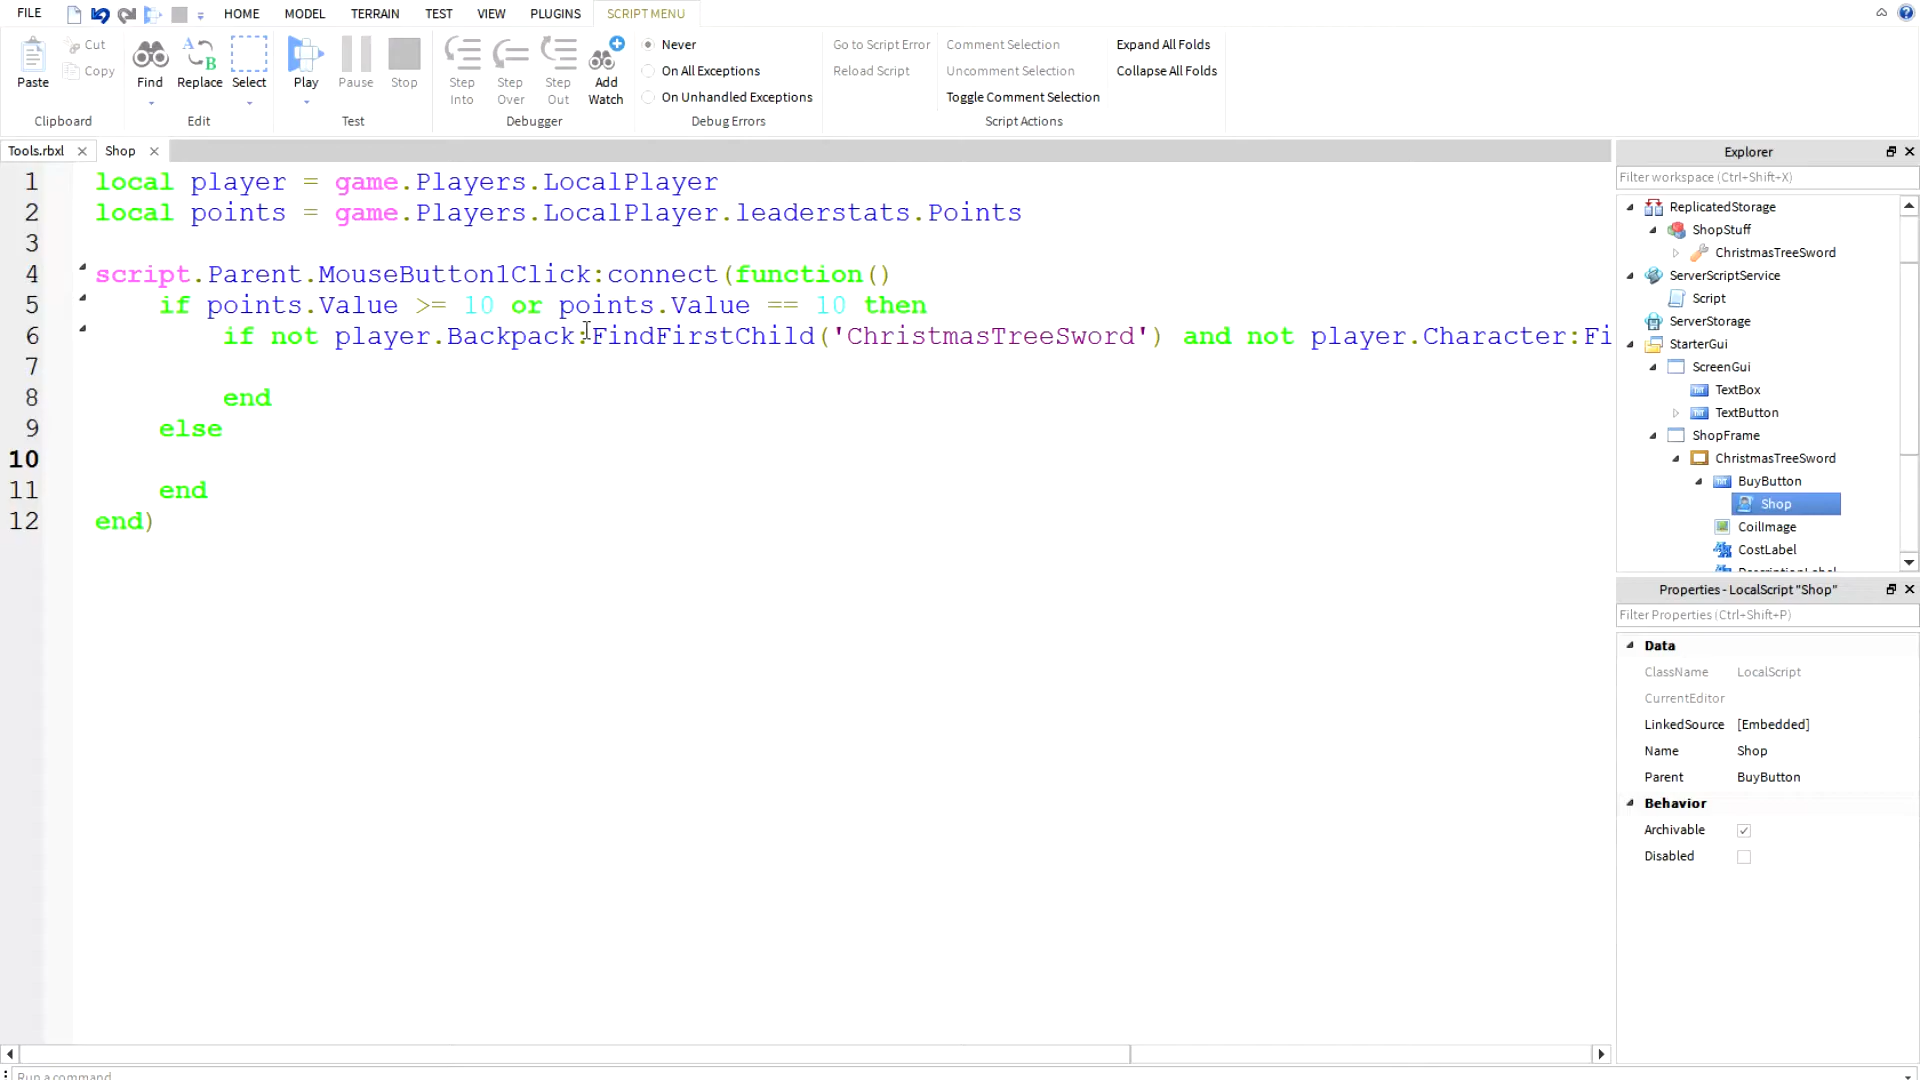 FILE HOME MODEL TERRAIN TEST VIEW PLUGINS SCRIPT MENU
Paste Cut Copy Clipboard
Find Replace Select Edit
Play Pause Stop Test
Step Into Step Over Step Out Add Watch Debugger
Never
On All Exceptions
On Unhandled Exceptions
Debug Errors
Go to Script Error Comment Selection Expand All Folds
Reload Script Uncomment Selection Collapse All Folds
Toggle Comment Selection
Script Actions
Tools.rbxl Shop
1 local player = game.Players.LocalPlayer
2 local points = game.Players.LocalPlayer.leaderstats.Points
3
4 script.Parent.MouseButton1Click:connect(function()
5 if points.Value >= 10 or points.Value == 10 then
6 if not player.Backpack:FindFirstChild('ChristmasTreeSword') and not player.Character:Fi
7
8 end
9 else
10
11 end
12 end)
Explorer
Filter workspace (Ctrl+Shift+X)
ReplicatedStorage
ShopStuff
ChristmasTreeSword
ServerScriptService
Script
ServerStorage
StarterGui
ScreenGui
TextBox
TextButton
ShopFrame
ChristmasTreeSword
BuyButton
Shop
CoilImage
CostLabel
DescriptionLabel
Properties - LocalScript "Shop"
Filter Properties (Ctrl+Shift+P)
Data
ClassName LocalScript
CurrentEditor
LinkedSource [Embedded]
Name Shop
Parent BuyButton
Behavior
Archivable
Disabled
Run a command